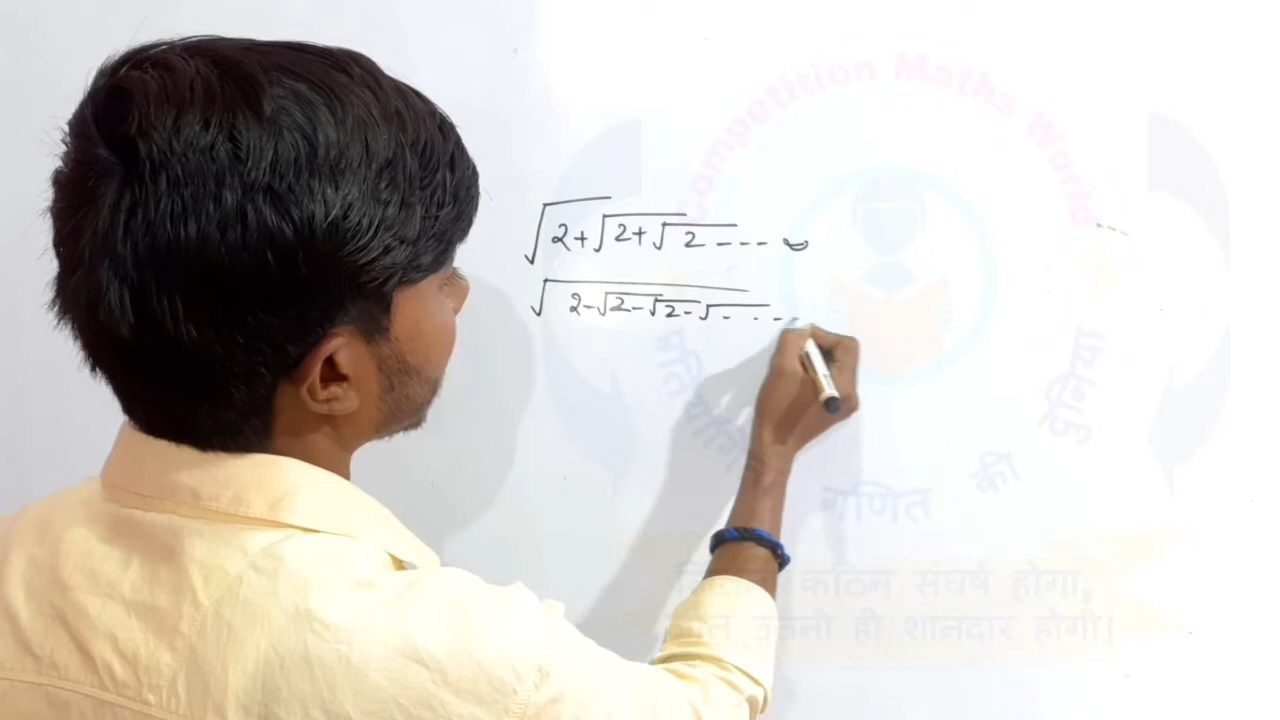 Competition Maths World
√2+√2+√2 ---
√2-√2-√2-√-----
की दुनिया
गणित
कठिन संघर्ष होगा,
उतनी ही शानदार होगी।